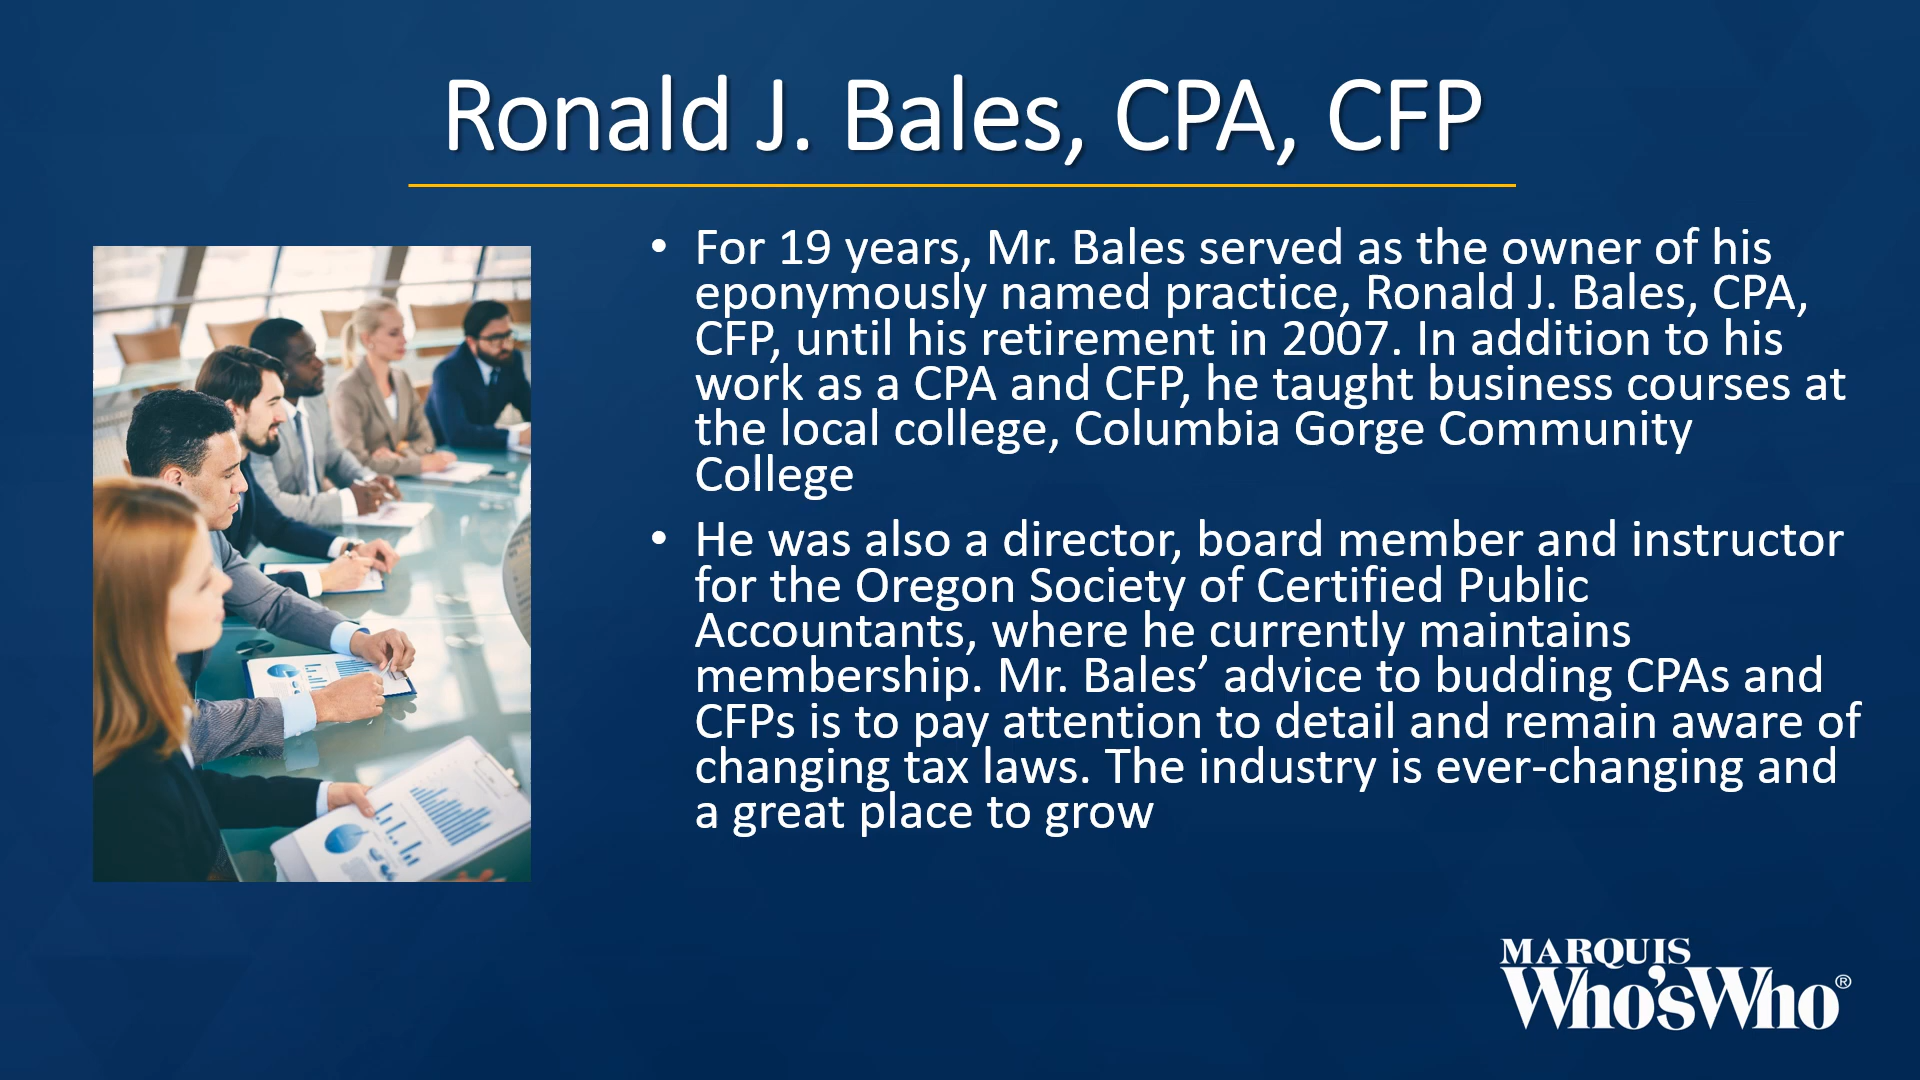 Ronald J. Bales, CPA, CFP
• For 19 years, Mr. Bales served as the owner of his
eponymously named practice, Ronald J. Bales, CPA,
CFP, until his retirement in 2007. In addition to his
work as a CPA and CFP, he taught business courses at
the local college, Columbia Gorge Community
College
• He was also a director, board member and instructor
for the Oregon Society of Certified Public
Accountants, where he currently maintains
membership. Mr. Bales’ advice to budding CPAs and
CFPs is to pay attention to detail and remain aware of
changing tax laws. The industry is ever-changing and
a great place to grow
MARQUIS
Who'sWho®